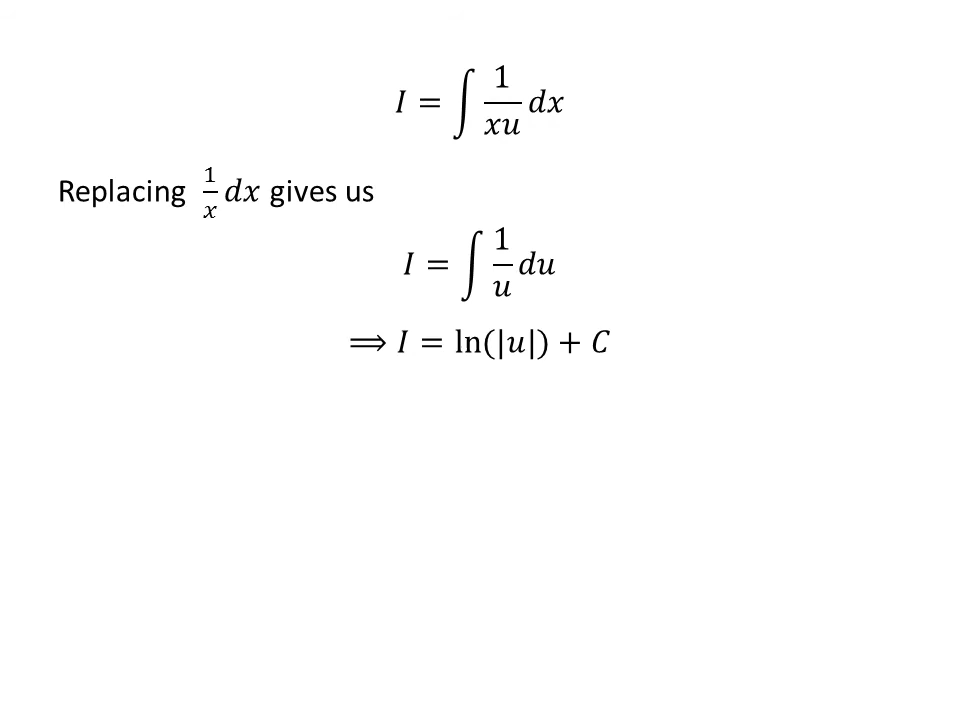 I = ∫ 1/(xu) dx
Replacing 1/x dx gives us
I = ∫ 1/u du
⟹ I = ln(|u|) + C